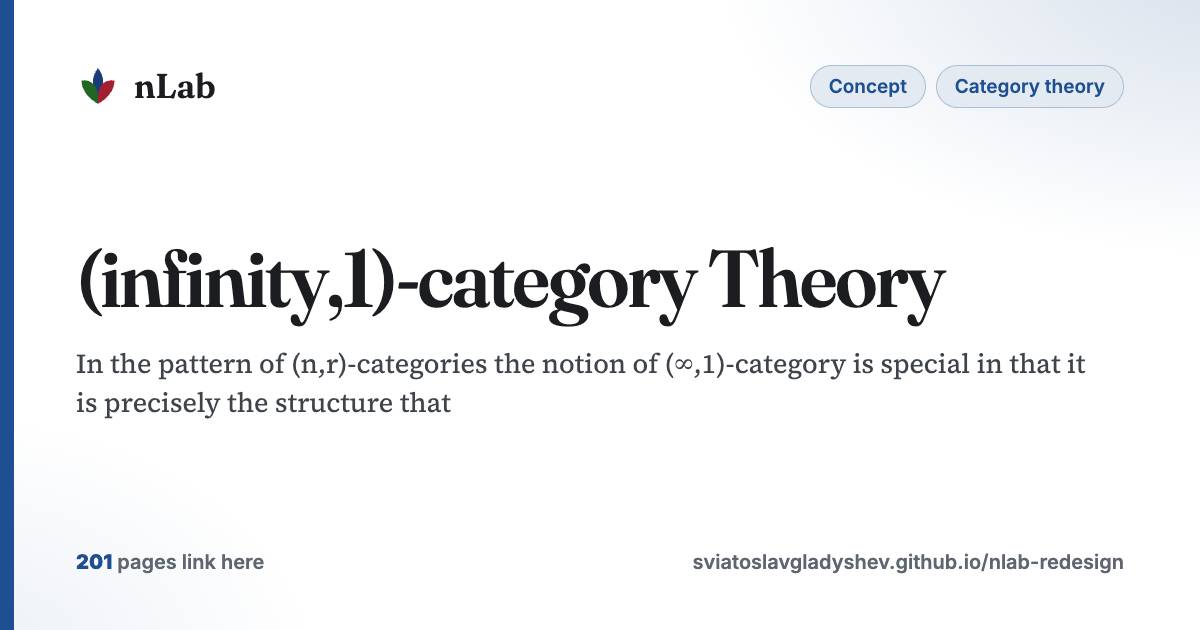 nLab
Concept
Category theory
(infinity,1)-category Theory
In the pattern of (n,r)-categories the notion of (∞,1)-category is special in that it
is precisely the structure that
201 pages link here
sviatoslavgladyshev.github.io/nlab-redesign